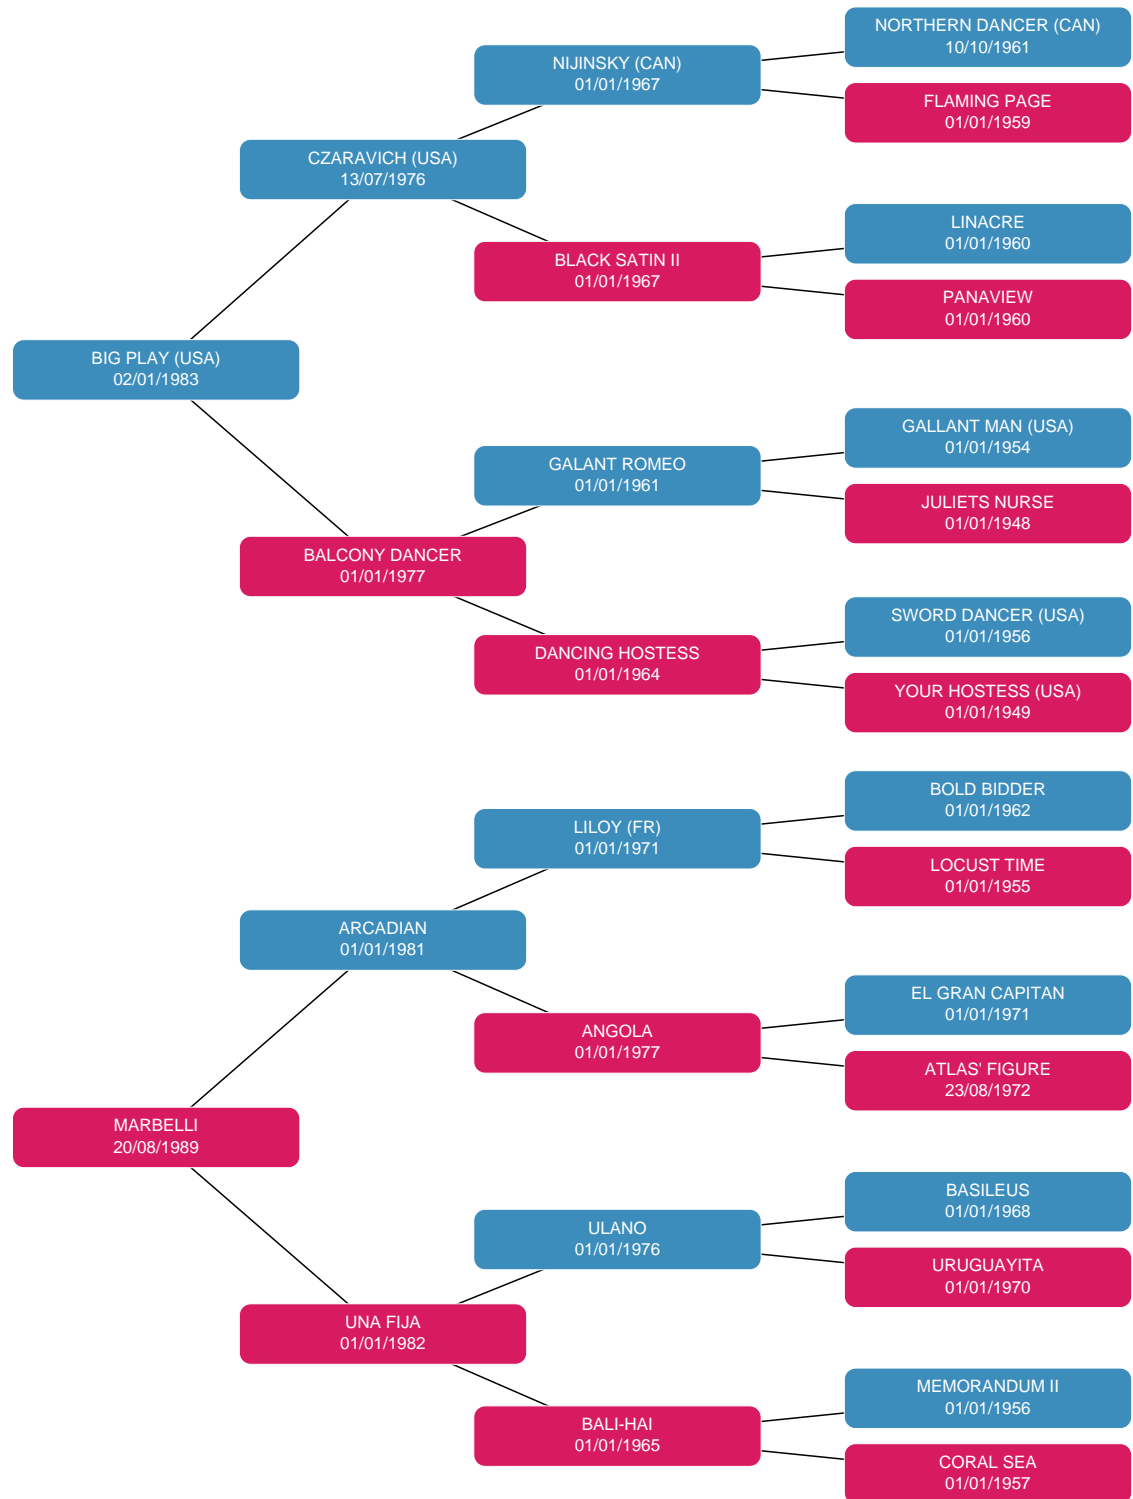 NORTHERN DANCER (CAN)
10/10/1961
NIJINSKY (CAN)
01/01/1967
FLAMING PAGE
01/01/1959
CZARAVICH (USA)
13/07/1976
LINACRE
01/01/1960
BLACK SATIN II
01/01/1967
PANAVIEW
01/01/1960
BIG PLAY (USA)
02/01/1983
GALLANT MAN (USA)
01/01/1954
GALANT ROMEO
01/01/1961
JULIETS NURSE
01/01/1948
BALCONY DANCER
01/01/1977
SWORD DANCER (USA)
01/01/1956
DANCING HOSTESS
01/01/1964
YOUR HOSTESS (USA)
01/01/1949
BOLD BIDDER
01/01/1962
LILOY (FR)
01/01/1971
LOCUST TIME
01/01/1955
ARCADIAN
01/01/1981
EL GRAN CAPITAN
01/01/1971
ANGOLA
01/01/1977
ATLAS' FIGURE
23/08/1972
MARBELLI
20/08/1989
BASILEUS
01/01/1968
ULANO
01/01/1976
URUGUAYITA
01/01/1970
UNA FIJA
01/01/1982
MEMORANDUM II
01/01/1956
BALI-HAI
01/01/1965
CORAL SEA
01/01/1957